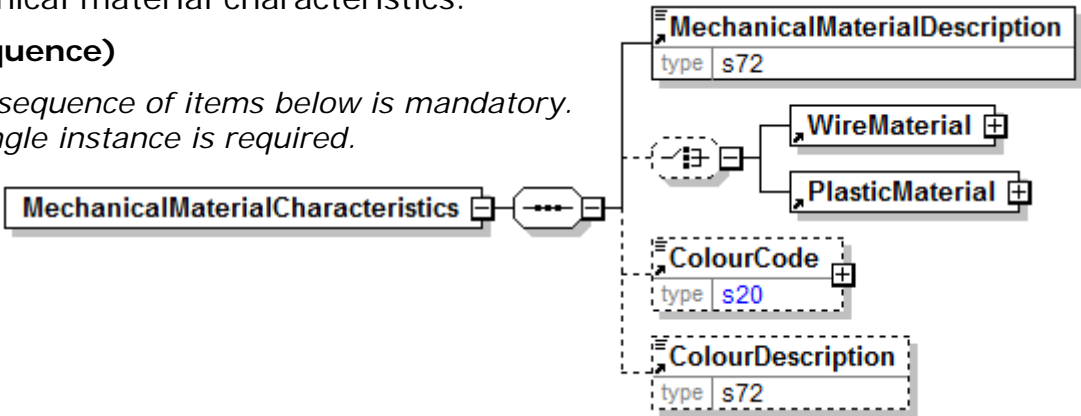 nical material characteristics.
quence)
sequence of items below is mandatory.
ngle instance is required.
MechanicalMaterialCharacteristics
MechanicalMaterialDescription
type s72
WireMaterial
PlasticMaterial
ColourCode
type s20
ColourDescription
type s72